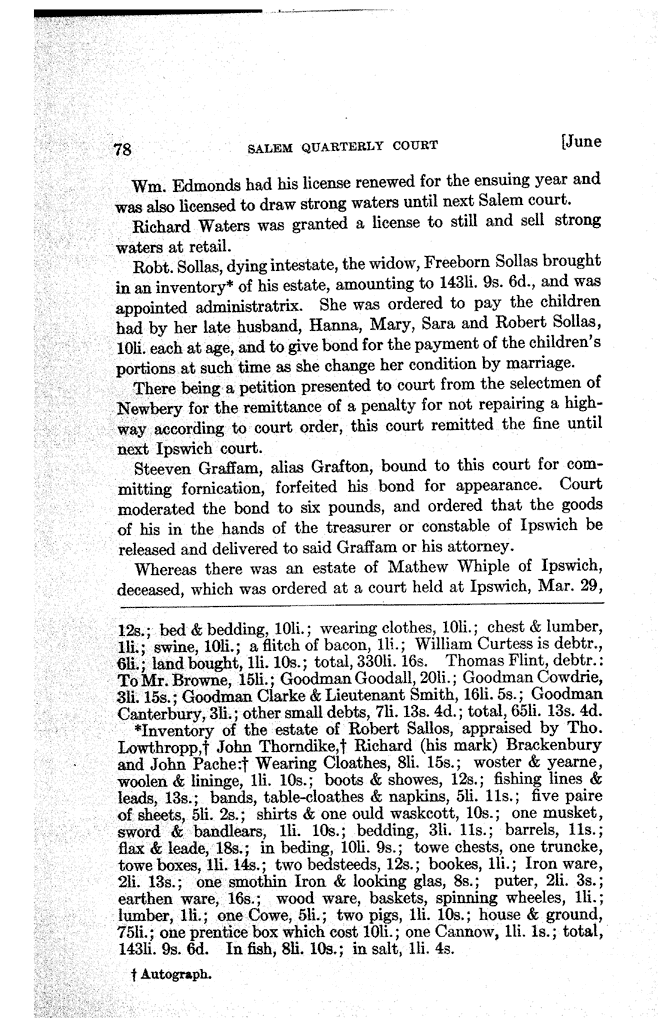 78 SALEM QUARTERLY COURT [June
Wm. Edmonds had his license renewed for the ensuing year and
was also licensed to draw strong waters until next Salem court.
Richard Waters was granted a license to still and sell strong
waters at retail.
Robt. Sollas, dying intestate, the widow, Freeborn Sollas brought
in an inventory* of his estate, amounting to 143li. 9s. 6d., and was
appointed administratrix. She was ordered to pay the children
had by her late husband, Hanna, Mary, Sara and Robert Sollas,
10li. each at age, and to give bond for the payment of the children's
portions at such time as she change her condition by marriage.
There being a petition presented to court from the selectmen of
Newbery for the remittance of a penalty for not repairing a high-
way according to court order, this court remitted the fine until
next Ipswich court.
Steeven Graffam, alias Grafton, bound to this court for com-
mitting fornication, forfeited his bond for appearance. Court
moderated the bond to six pounds, and ordered that the goods
of his in the hands of the treasurer or constable of Ipswich be
released and delivered to said Graffam or his attorney.
Whereas there was an estate of Mathew Whiple of Ipswich,
deceased, which was ordered at a court held at Ipswich, Mar. 29,
12s.; bed & bedding, 10li.; wearing clothes, 10li.; chest & lumber,
1li.; swine, 10li.; a flitch of bacon, 1li.; William Curtess is debtr.,
6li.; land bought, 1li. 10s.; total, 330li. 16s. Thomas Flint, debtr.:
To Mr. Browne, 15li.; Goodman Goodall, 20li.; Goodman Cowdrie,
3li. 15s.; Goodman Clarke & Lieutenant Smith, 16li. 5s.; Goodman
Canterbury, 3li.; other small debts, 7li. 13s. 4d.; total, 65li. 13s. 4d.
*Inventory of the estate of Robert Sallos, appraised by Tho.
Lowthropp,† John Thorndike,† Richard (his mark) Brackenbury
and John Pache:† Wearing Cloathes, 8li. 15s.; woster & yearne,
woolen & lininge, 1li. 10s.; boots & showes, 12s.; fishing lines &
leads, 13s.; bands, table-cloathes & napkins, 5li. 11s.; five paire
of sheets, 5li. 2s.; shirts & one ould waskcott, 10s.; one musket,
sword & bandlears, 1li. 10s.; bedding, 3li. 11s.; barrels, 11s.;
flax & leade, 18s.; in beding, 10li. 9s.; towe chests, one truncke,
towe boxes, 1li. 14s.; two bedsteeds, 12s.; bookes, 1li.; Iron ware,
2li. 13s.; one smothin Iron & looking glas, 8s.; puter, 2li. 3s.;
earthen ware, 16s.; wood ware, baskets, spinning wheeles, 1li.;
lumber, 1li.; one Cowe, 5li.; two pigs, 1li. 10s.; house & ground,
75li.; one prentice box which cost 10li.; one Cannow, 1li. 1s.; total,
143li. 9s. 6d. In fish, 8li. 10s.; in salt, 1li. 4s.
† Autograph.